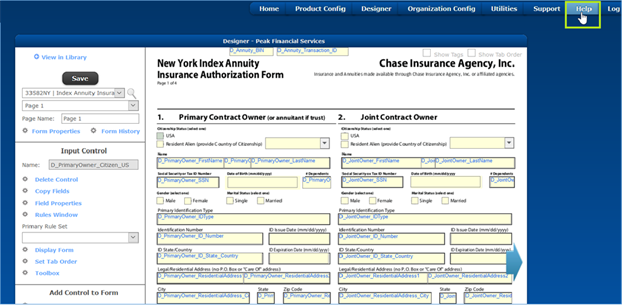 Home Product Config Designer Organization Config Utilities Support Help Log
Designer - Peak Financial Services
View in Library
Save
33582NY | Index Annuity Insura
Page 1
Page Name: Page 1
Form Properties Form History
Input Control
Name: D_PrimaryOwner_Citizen_US
Delete Control
Copy Fields
Field Properties
Rules Window
Primary Rule Set
Display Form
Set Tab Order
Toolbox
Add Control to Form
D_Annuity_BIN D_Annuity_Transaction_ID
Show Tags Show Tab Order
New York Index Annuity
Insurance Authorization Form
Page 1 of 4
Chase Insurance Agency, Inc.
Insurance and Annuities made available through Chase Insurance Agency, Inc. or affiliated agencies.
1. Primary Contract Owner (or annuitant if trust) 2. Joint Contract Owner
Citizenship Status (select one) Citizenship Status (select one)
USA USA
Resident Alien (provide Country of Citizenship) Resident Alien (provide Country of Citizenship)
Name Name
D_PrimaryOwner_FirstName D_PrimaryO D_PrimaryOwner_LastName D_JointOwner_FirstName D_Joi D_JointOwner_LastName
Social Security or Tax ID Number Date of Birth (mm/dd/yyyy) # Dependents Social Security or Tax ID Number Date of Birth (mm/dd/yyyy) # Dependents
D_PrimaryOwner_SSN D_PrimaryO D_JointOwner_SSN D_JointOwn
Gender (select one) Marital Status (select one) Gender (select one) Marital Status (select one)
Male Female Single Married Male Female Single Married
Primary Identification Type Primary Identification Type
D_PrimaryOwner_IDType D_JointOwner_IDType
Identification Number ID Issue Date (mm/dd/yyyy) Identification Number ID Issue Date (mm/dd/yyyy)
D_PrimaryOwner_ID_Number D_JointOwner_ID_Number
ID State/Country ID Expiration Date (mm/dd/yyyy) ID State/Country ID Expiration Date (mm/dd/yyyy)
D_PrimaryOwner_ID_State_Country D_JointOwner_ID_State_Country
Legal/Residential Address (no P.O. Box or "Care Of" address) Legal/Residential Address (no P.O. Box or "Care Of" address)
D_PrimaryOwner_ResidentialAddress D_PrimaryOwner_ResidentialAddress D_JointOwner_ResidentialAddress1 D_JointOwner_ResidentialAddress2
City State Zip Code City State Zip Code
D_PrimaryOwner_ResidentialAddress_Ci D_Prim D_PrimaryOwner_Re D_JointOwner_ResidentialAddress_City D_Join D_JointOwner_Resi